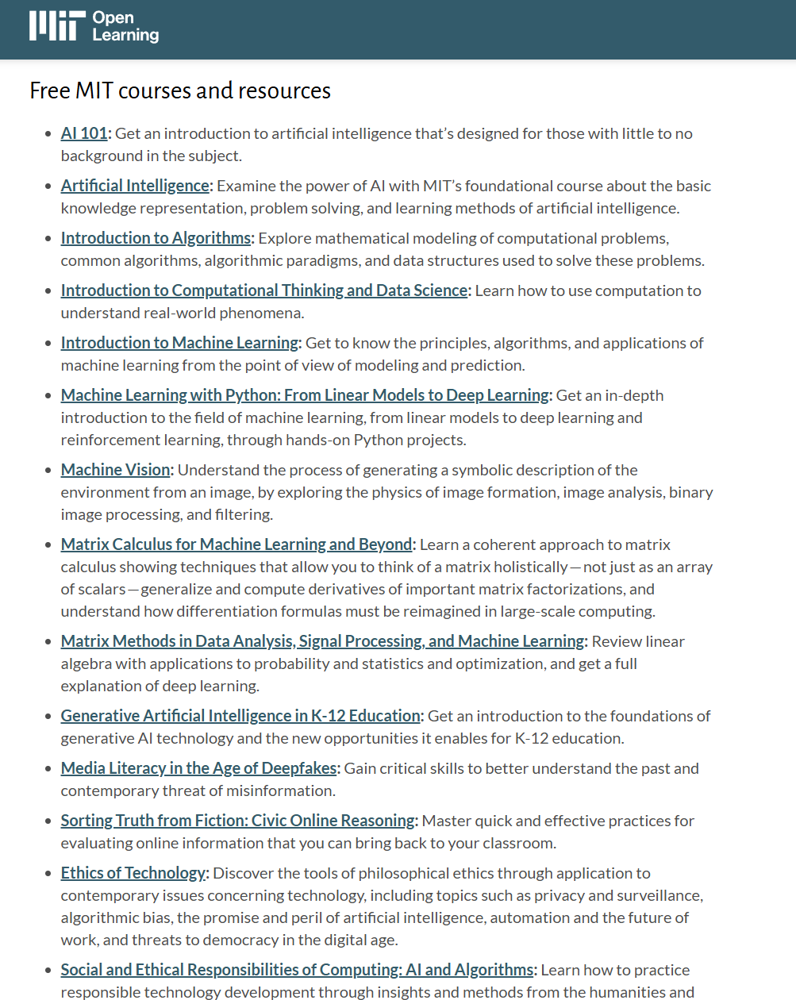 MIT Open
Learning
Free MIT courses and resources
• AI 101: Get an introduction to artificial intelligence that’s designed for those with little to no
background in the subject.
• Artificial Intelligence: Examine the power of AI with MIT’s foundational course about the basic
knowledge representation, problem solving, and learning methods of artificial intelligence.
• Introduction to Algorithms: Explore mathematical modeling of computational problems,
common algorithms, algorithmic paradigms, and data structures used to solve these problems.
• Introduction to Computational Thinking and Data Science: Learn how to use computation to
understand real-world phenomena.
• Introduction to Machine Learning: Get to know the principles, algorithms, and applications of
machine learning from the point of view of modeling and prediction.
• Machine Learning with Python: From Linear Models to Deep Learning: Get an in-depth
introduction to the field of machine learning, from linear models to deep learning and
reinforcement learning, through hands-on Python projects.
• Machine Vision: Understand the process of generating a symbolic description of the
environment from an image, by exploring the physics of image formation, image analysis, binary
image processing, and filtering.
• Matrix Calculus for Machine Learning and Beyond: Learn a coherent approach to matrix
calculus showing techniques that allow you to think of a matrix holistically—not just as an array
of scalars—generalize and compute derivatives of important matrix factorizations, and
understand how differentiation formulas must be reimagined in large-scale computing.
• Matrix Methods in Data Analysis, Signal Processing, and Machine Learning: Review linear
algebra with applications to probability and statistics and optimization, and get a full
explanation of deep learning.
• Generative Artificial Intelligence in K-12 Education: Get an introduction to the foundations of
generative AI technology and the new opportunities it enables for K-12 education.
• Media Literacy in the Age of Deepfakes: Gain critical skills to better understand the past and
contemporary threat of misinformation.
• Sorting Truth from Fiction: Civic Online Reasoning: Master quick and effective practices for
evaluating online information that you can bring back to your classroom.
• Ethics of Technology: Discover the tools of philosophical ethics through application to
contemporary issues concerning technology, including topics such as privacy and surveillance,
algorithmic bias, the promise and peril of artificial intelligence, automation and the future of
work, and threats to democracy in the digital age.
• Social and Ethical Responsibilities of Computing: AI and Algorithms: Learn how to practice
responsible technology development through insights and methods from the humanities and